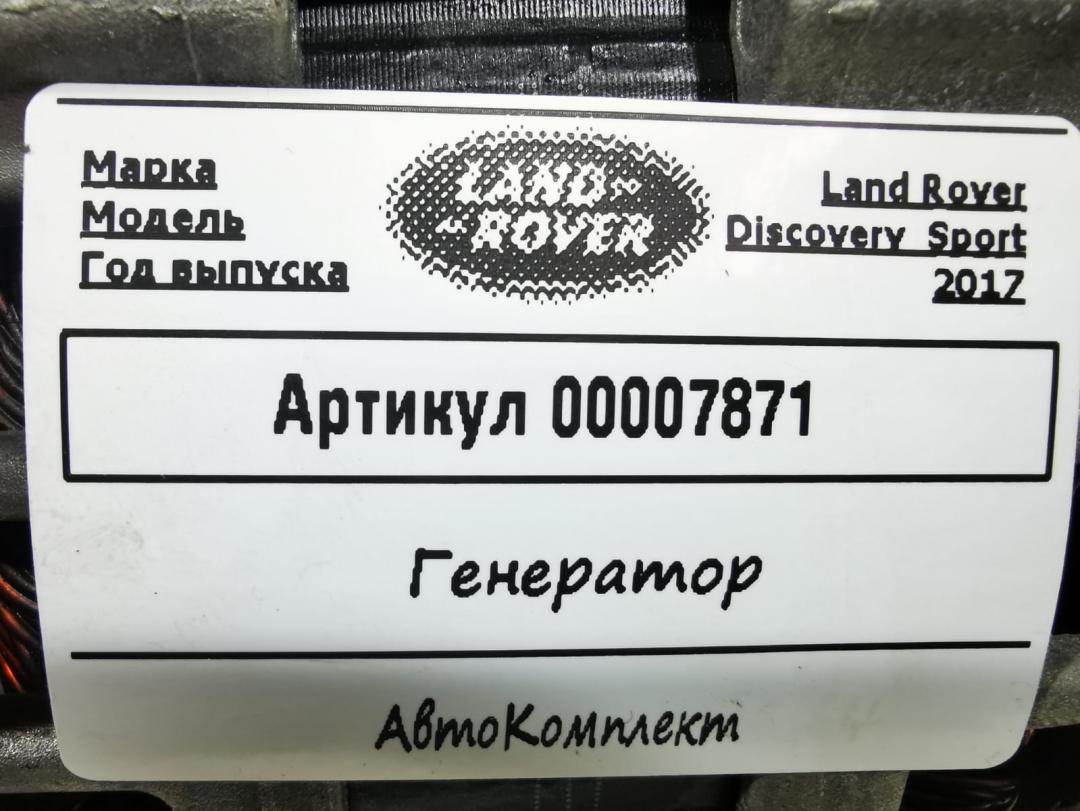 Марка
Модель
Год выпуска
LAND-
-ROVER
Land Rover
Discovery Sport
2017
Артикул 00007871
Генератор
АвтоКомплект